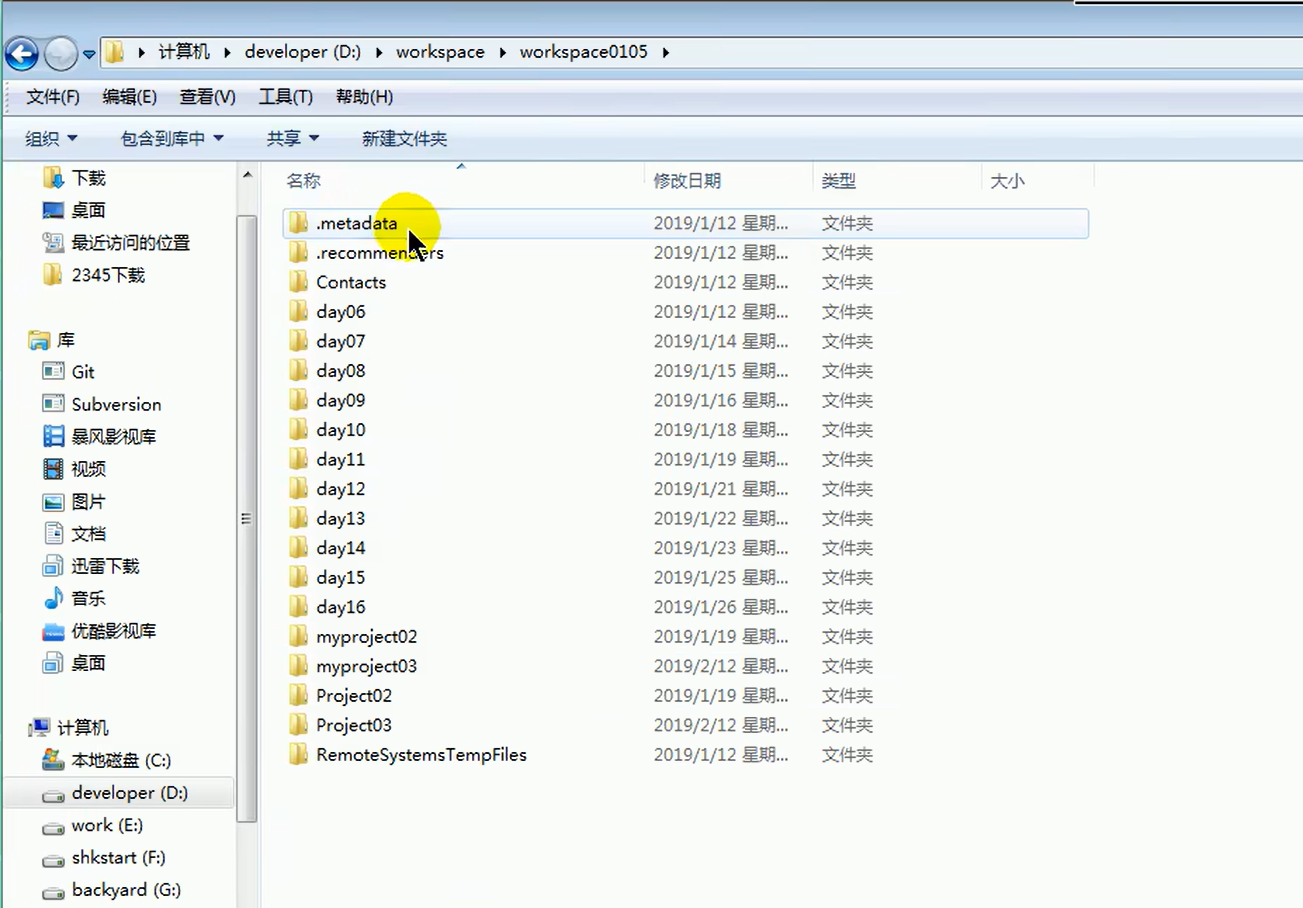 计算机 developer (D:) workspace workspace0105
文件(F) 编辑(E) 查看(V) 工具(T) 帮助(H)
组织 包含到库中 共享 新建文件夹
下载
桌面
最近访问的位置
2345下载
库
Git
Subversion
暴风影视库
视频
图片
文档
迅雷下载
音乐
优酷影视库
桌面
计算机
本地磁盘 (C:)
developer (D:)
work (E:)
shkstart (F:)
backyard (G:)
名称 修改日期 类型 大小
.metadata 2019/1/12 星期... 文件夹
.recommenders 2019/1/12 星期... 文件夹
Contacts 2019/1/12 星期... 文件夹
day06 2019/1/12 星期... 文件夹
day07 2019/1/14 星期... 文件夹
day08 2019/1/15 星期... 文件夹
day09 2019/1/16 星期... 文件夹
day10 2019/1/18 星期... 文件夹
day11 2019/1/19 星期... 文件夹
day12 2019/1/21 星期... 文件夹
day13 2019/1/22 星期... 文件夹
day14 2019/1/23 星期... 文件夹
day15 2019/1/25 星期... 文件夹
day16 2019/1/26 星期... 文件夹
myproject02 2019/1/19 星期... 文件夹
myproject03 2019/2/12 星期... 文件夹
Project02 2019/1/19 星期... 文件夹
Project03 2019/2/12 星期... 文件夹
RemoteSystemsTempFiles 2019/1/12 星期... 文件夹